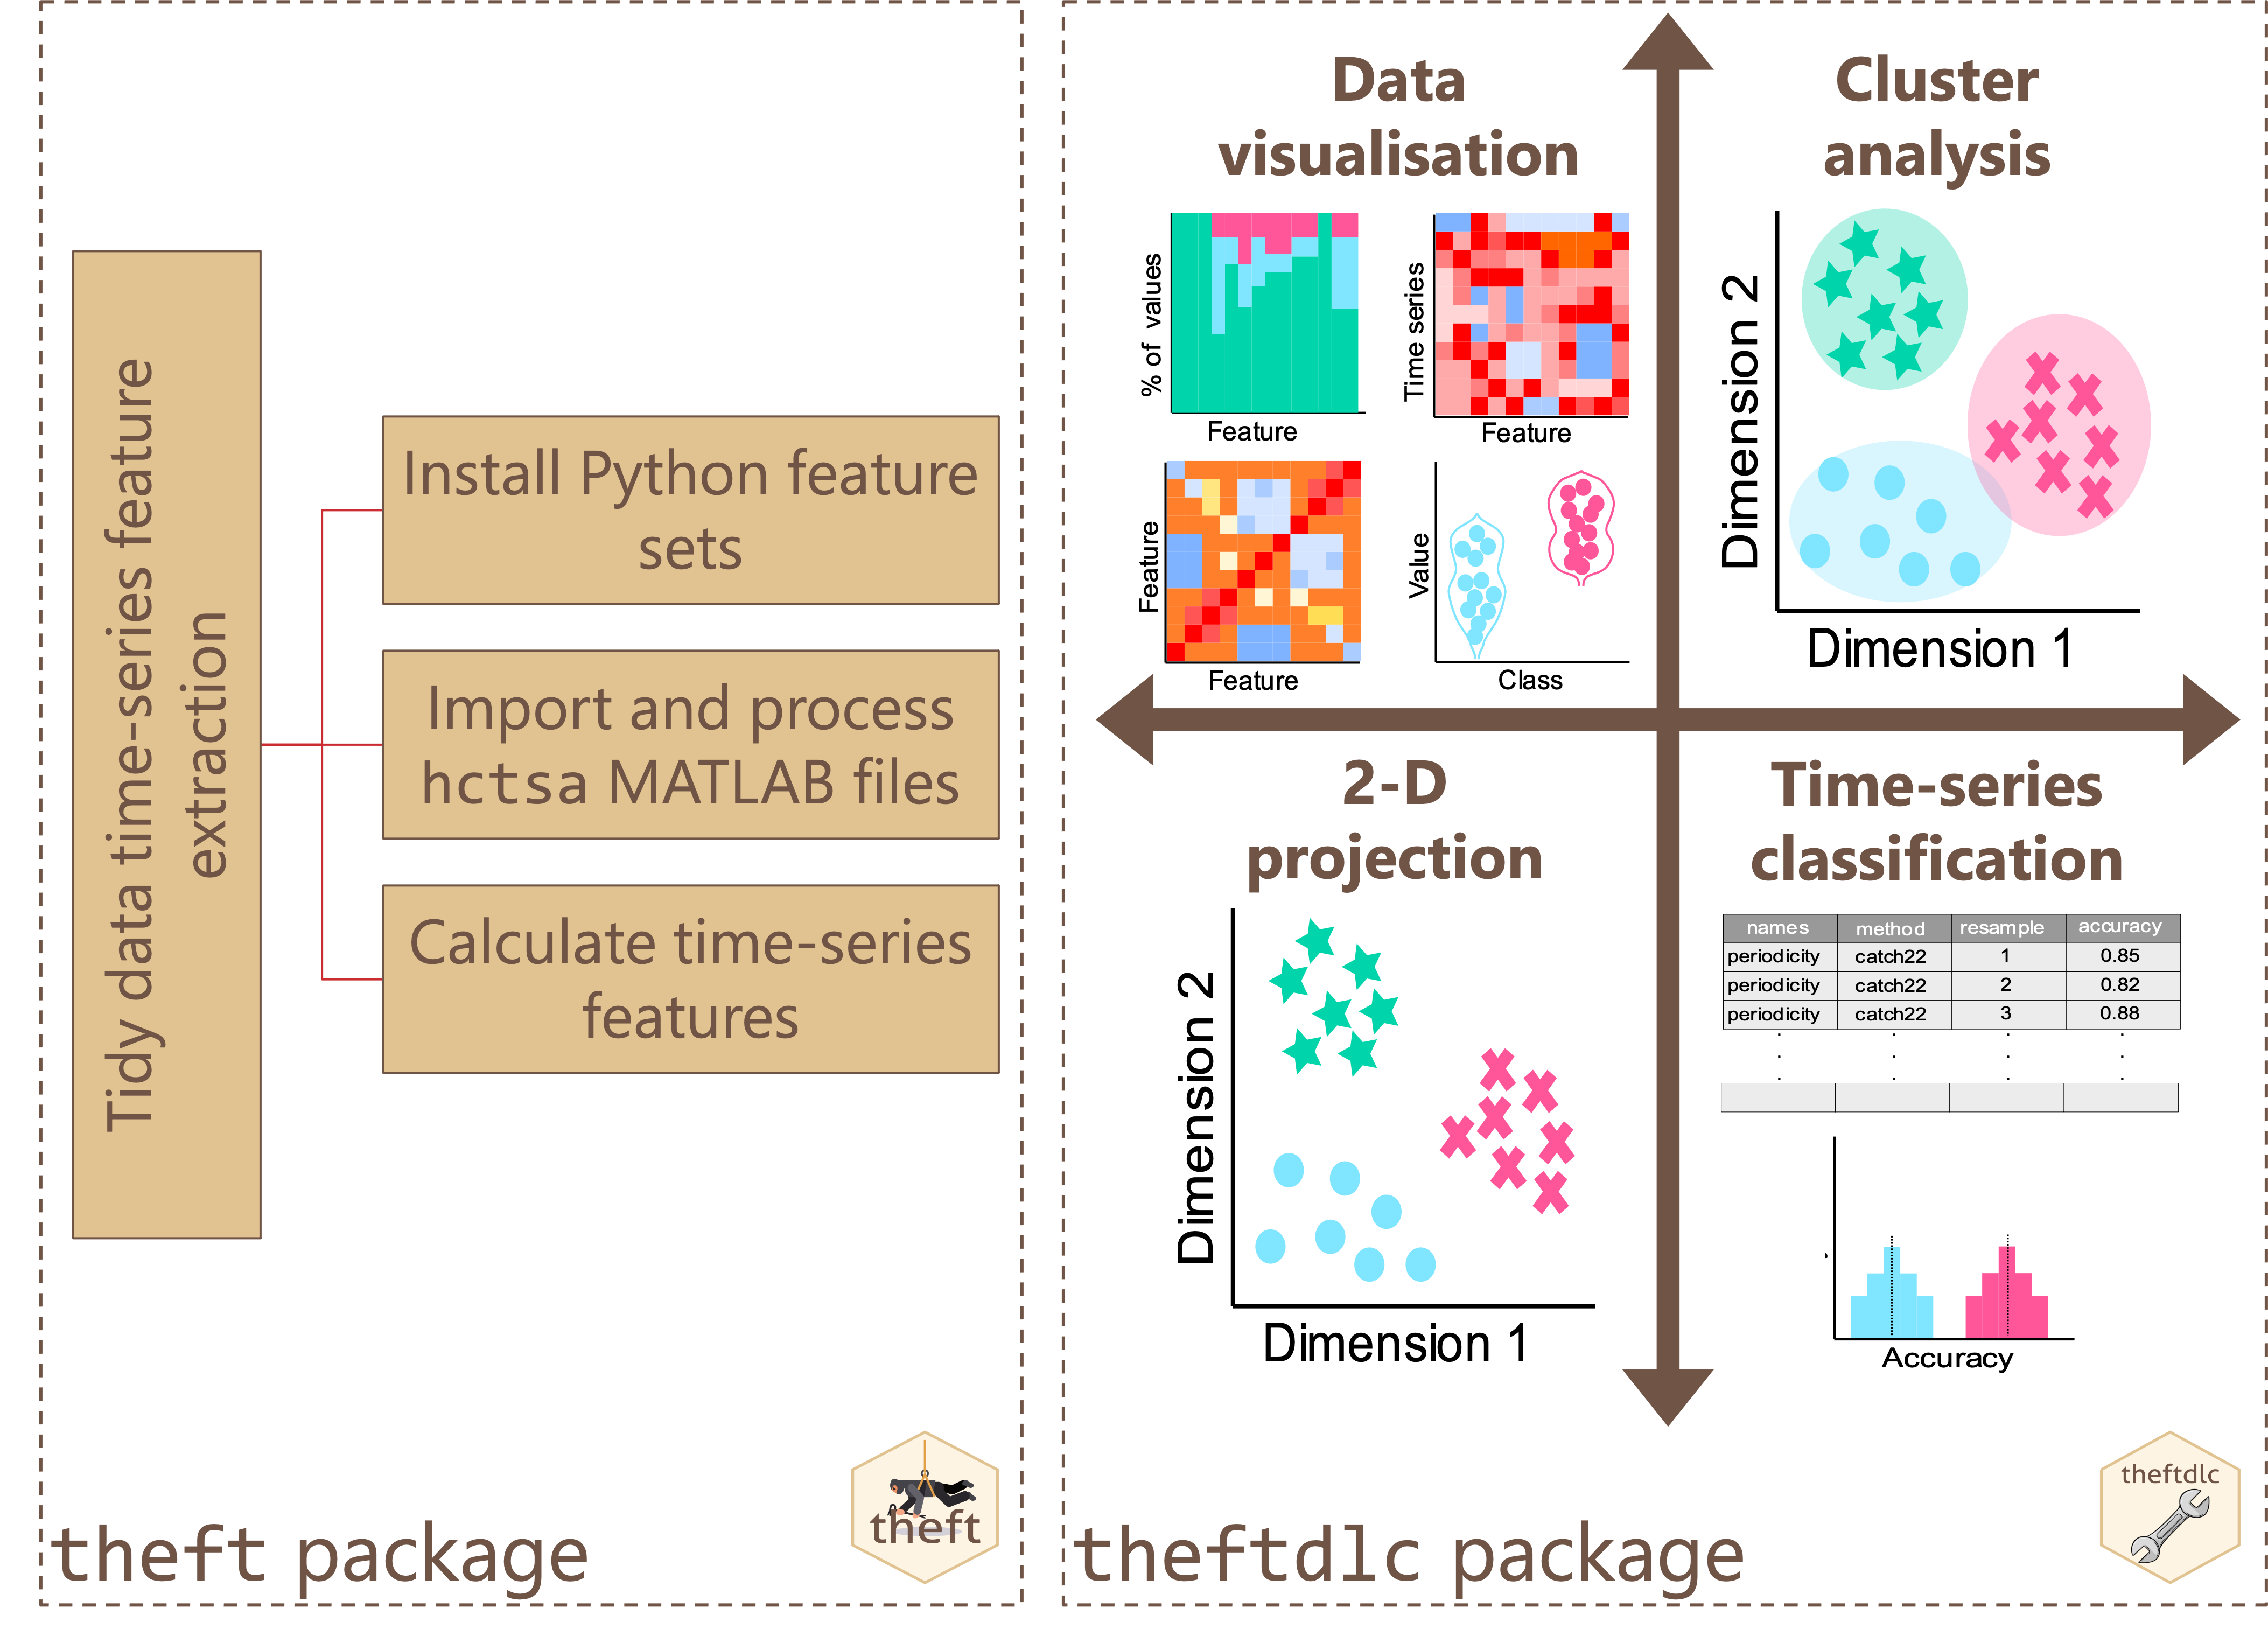 Tidy data time-series feature
extraction
Install Python feature
sets
Import and process
hctsa MATLAB files
Calculate time-series
features
theft
theft package
Data
visualisation
% of values
Feature
Time series
Feature
Feature
Feature
Value
Class
Cluster
analysis
Dimension 2
Dimension 1
2-D
projection
Dimension 2
Dimension 1
Time-series
classification
names method resample accuracy
periodicity catch22 1 0.85
periodicity catch22 2 0.82
periodicity catch22 3 0.88
Accuracy
theftdlc
theftdlc package